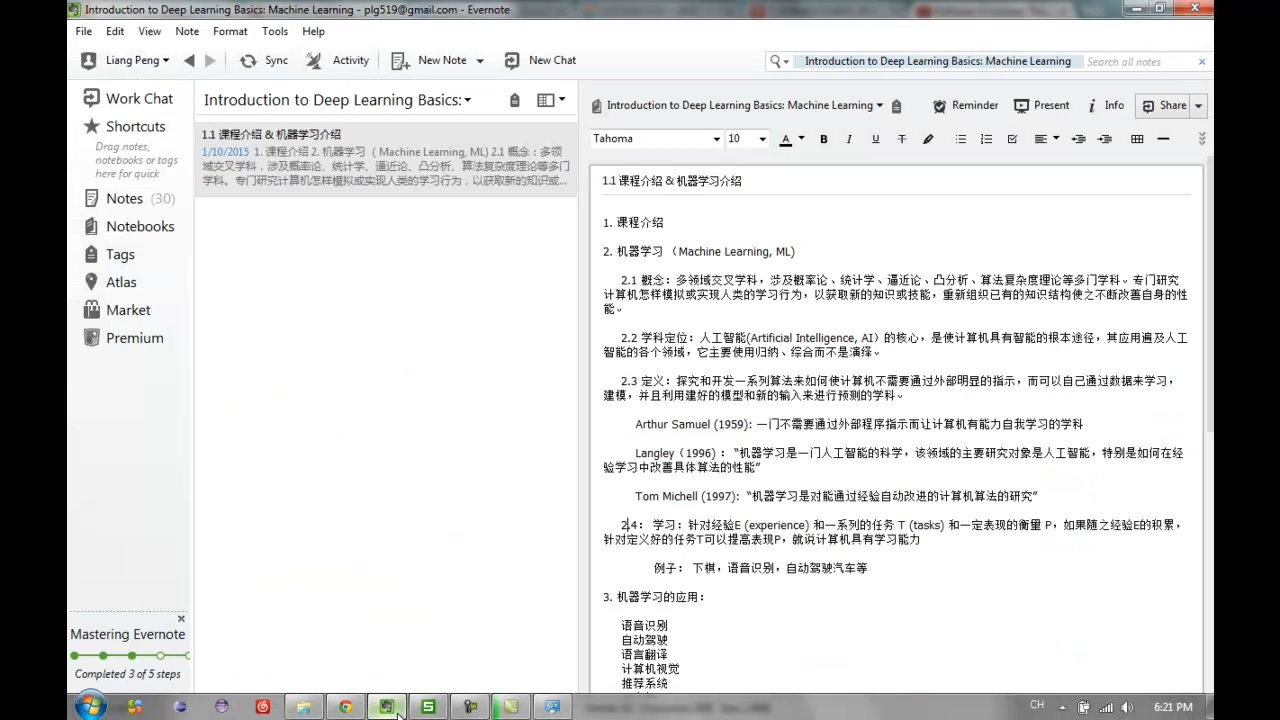 Introduction to Deep Learning Basics: Machine Learning - plg519@gmail.com - Evernote
File Edit View Note Format Tools Help
Liang Peng Sync Activity New Note New Chat
Introduction to Deep Learning Basics: Machine Learning Search all notes
Work Chat
Shortcuts
Drag notes,
notebooks or tags
here for quick
Notes (30)
Notebooks
Tags
Atlas
Market
Premium
Mastering Evernote
Completed 3 of 5 steps
Introduction to Deep Learning Basics:
1.1 课程介绍 & 机器学习介绍
1/10/2015 1. 课程介绍 2. 机器学习 （Machine Learning, ML) 2.1 概念：多领
域交叉学科，涉及概率论、统计学、逼近论、凸分析、算法复杂度理论等多门
学科。专门研究计算机怎样模拟或实现人类的学习行为，以获取新的知识或...
Introduction to Deep Learning Basics: Machine Learning Reminder Present Info Share
Tahoma 10 A B I U T
1.1 课程介绍 & 机器学习介绍
1. 课程介绍
2. 机器学习 （Machine Learning, ML)
2.1 概念：多领域交叉学科，涉及概率论、统计学、逼近论、凸分析、算法复杂度理论等多门学科。专门研究
计算机怎样模拟或实现人类的学习行为，以获取新的知识或技能，重新组织已有的知识结构使之不断改善自身的性
能。
2.2 学科定位：人工智能(Artificial Intelligence, AI）的核心，是使计算机具有智能的根本途径，其应用遍及人工
智能的各个领域，它主要使用归纳、综合而不是演绎。
2.3 定义：探究和开发一系列算法来如何使计算机不需要通过外部明显的指示，而可以自己通过数据来学习，
建模，并且利用建好的模型和新的输入来进行预测的学科。
Arthur Samuel (1959): 一门不需要通过外部程序指示而让计算机有能力自我学习的学科
Langley（1996) ：“机器学习是一门人工智能的科学，该领域的主要研究对象是人工智能，特别是如何在经
验学习中改善具体算法的性能”
Tom Michell (1997): “机器学习是对能通过经验自动改进的计算机算法的研究”
2.4： 学习：针对经验E (experience) 和一系列的任务 T (tasks) 和一定表现的衡量 P，如果随之经验E的积累，
针对定义好的任务T可以提高表现P，就说计算机具有学习能力
例子： 下棋，语音识别，自动驾驶汽车等
3. 机器学习的应用：
语音识别
自动驾驶
语言翻译
计算机视觉
推荐系统
CH 6:21 PM